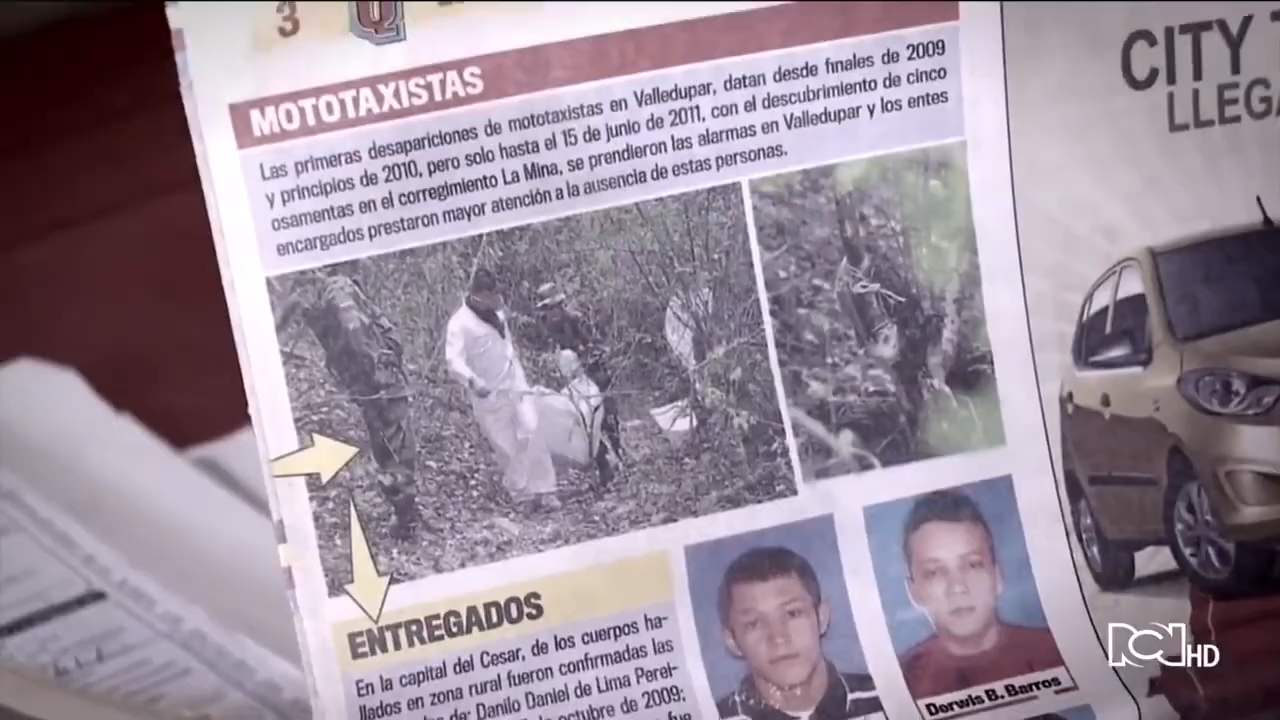 3
Q
CITY
LLEGA
MOTOTAXISTAS
Las primeras desapariciones de mototaxistas en Valledupar, datan desde finales de 2009
y principios de 2010, pero solo hasta el 15 de junio de 2011, con el descubrimiento de cinco
osamentas en el corregimiento La Mina, se prendieron las alarmas en Valledupar y los entes
encargados prestaron mayor atención a la ausencia de estas personas.
ENTREGADOS
En la capital del Cesar, de los cuerpos ha-
llados en zona rural fueron confirmadas las
de: Danilo Daniel de Lima Perei-
octubre de 2009;
fue
Derwis B. Barros
RCN HD